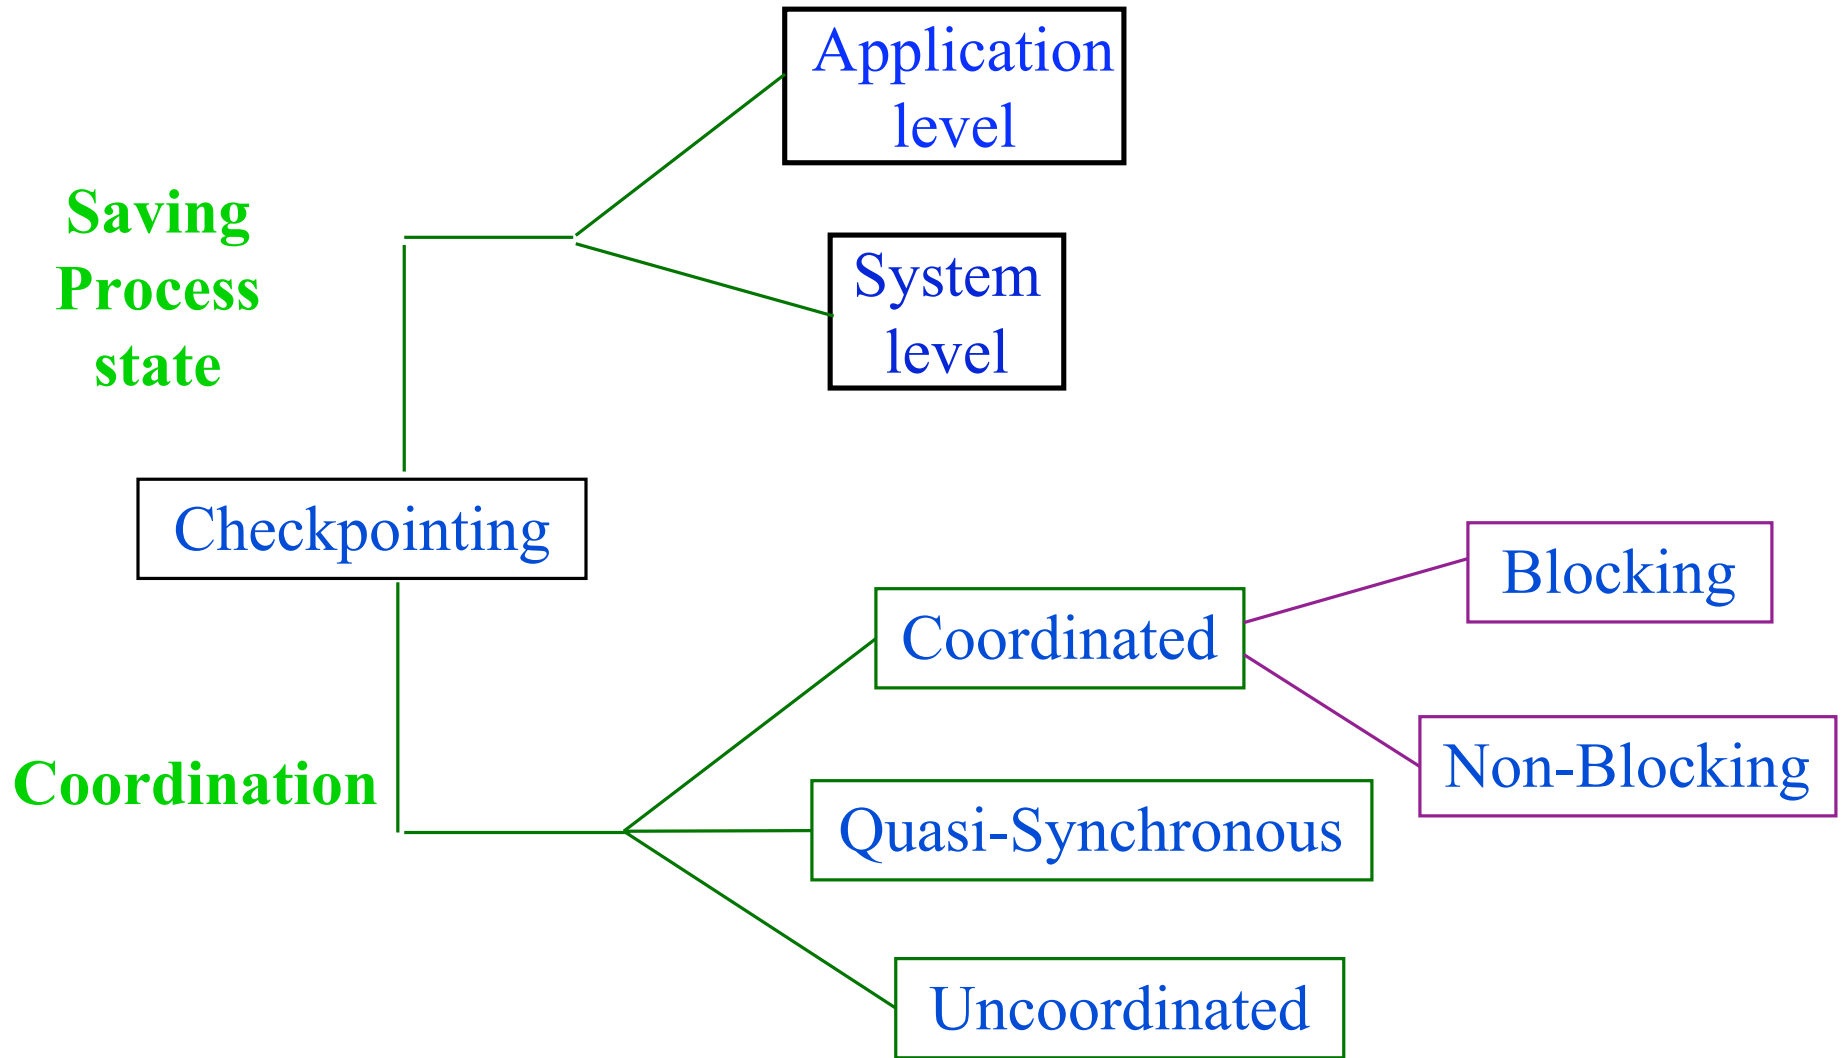 Application
level
Saving
Process
state
System
level
Checkpointing
Blocking
Coordinated
Non-Blocking
Coordination
Quasi-Synchronous
Uncoordinated